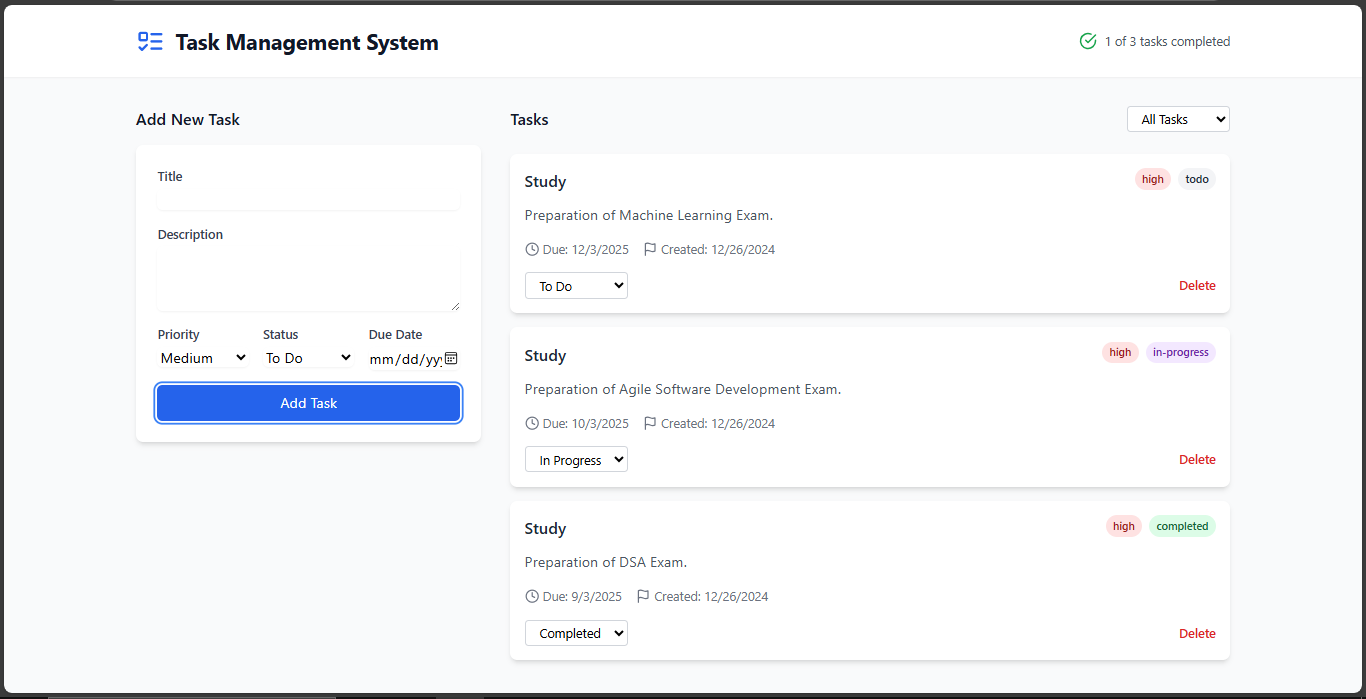 Task Management System
1 of 3 tasks completed
Add New Task
Title
Description
Priority Status Due Date
Medium To Do mm/dd/yy
Add Task
Tasks
All Tasks
Study
high todo
Preparation of Machine Learning Exam.
Due: 12/3/2025 Created: 12/26/2024
To Do
Delete
Study
high in-progress
Preparation of Agile Software Development Exam.
Due: 10/3/2025 Created: 12/26/2024
In Progress
Delete
Study
high completed
Preparation of DSA Exam.
Due: 9/3/2025 Created: 12/26/2024
Completed
Delete